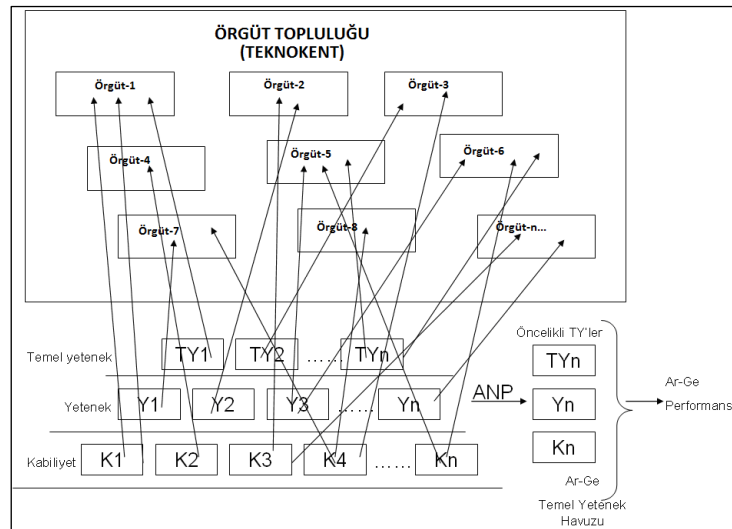 ÖRGÜT TOPLULUĞU
(TEKNOKENT)
Örgüt-1
Örgüt-2
Örgüt-3
Örgüt-4
Örgüt-5
Örgüt-6
Örgüt-7
Örgüt-8
Örgüt-n...
Temel yetenek
TY1
TY2
......
TYn
Yetenek
Y1
Y2
Y3
......
Yn
Kabiliyet
K1
K2
K3
K4
......
Kn
ANP
Öncelikli TY'ler
TYn
Yn
Kn
Ar-Ge
Temel Yetenek
Havuzu
Ar-Ge
Performans